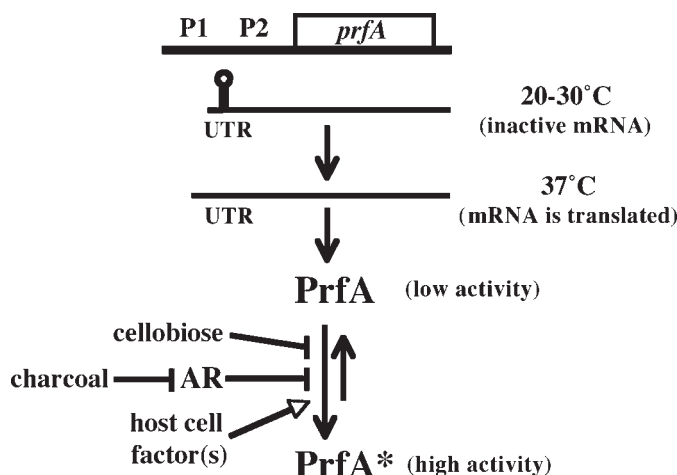 P1 P2 prfA
20-30˚C
UTR (inactive mRNA)
37˚C
UTR (mRNA is translated)
PrfA (low activity)
cellobiose
charcoal AR
host cell
factor(s)
PrfA* (high activity)